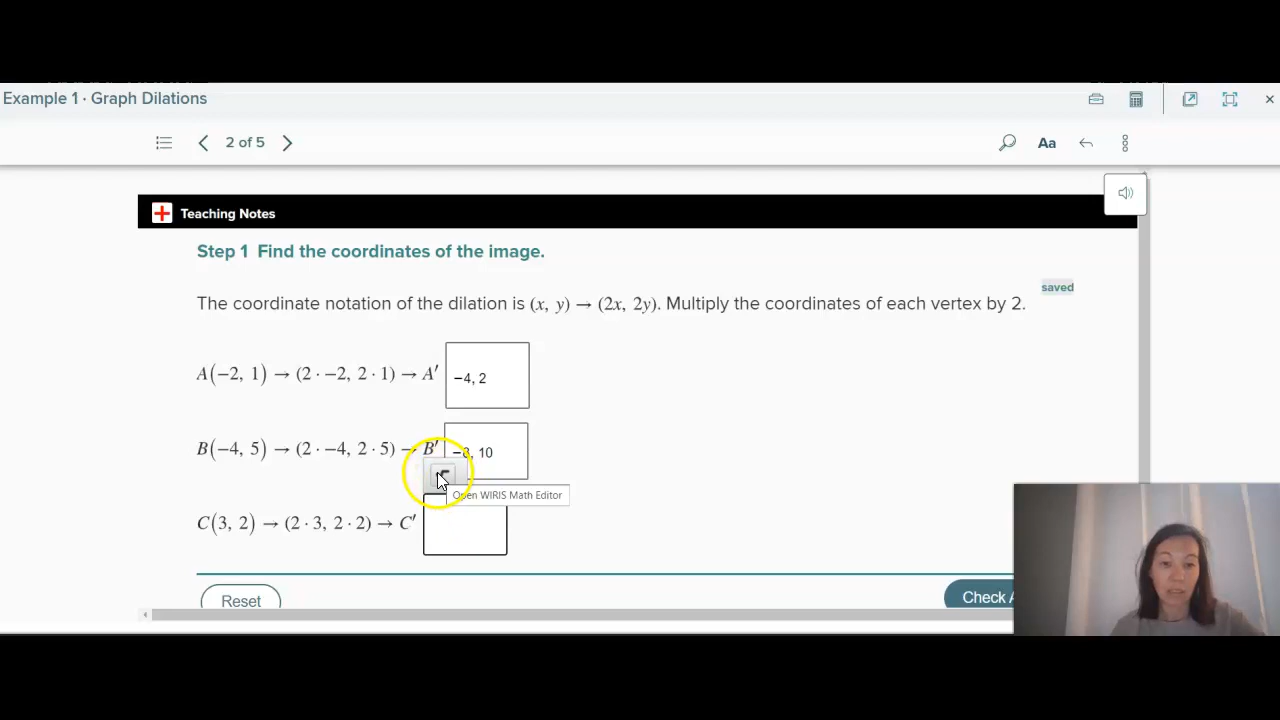 Example 1 · Graph Dilations
2 of 5
Aa
Teaching Notes
Step 1 Find the coordinates of the image.
saved
The coordinate notation of the dilation is (x, y) → (2x, 2y). Multiply the coordinates of each vertex by 2.
A(−2, 1) → (2 · −2, 2 · 1) → A′ −4, 2
B(−4, 5) → (2 · −4, 2 · 5) → B′ −8, 10
Open WIRIS Math Editor
C(3, 2) → (2 · 3, 2 · 2) → C′
Reset
Check